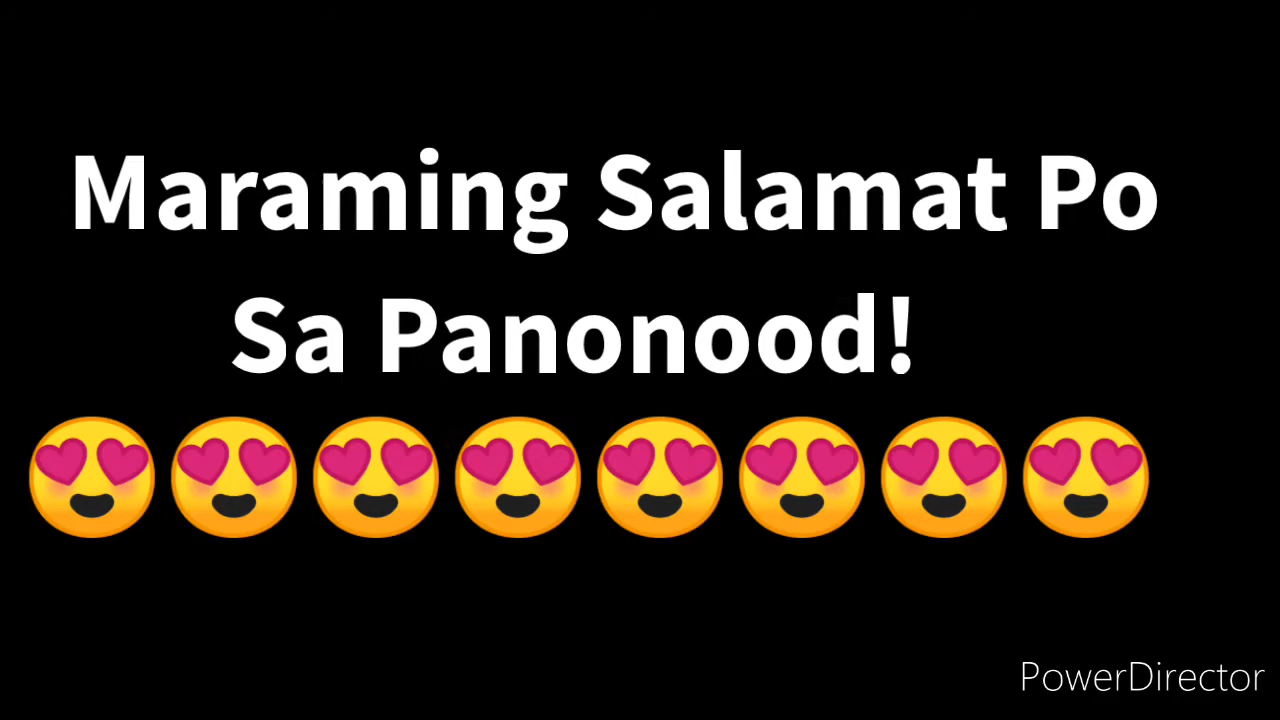 Maraming Salamat Po
Sa Panonood!
😍😍😍😍😍😍😍😍
PowerDirector